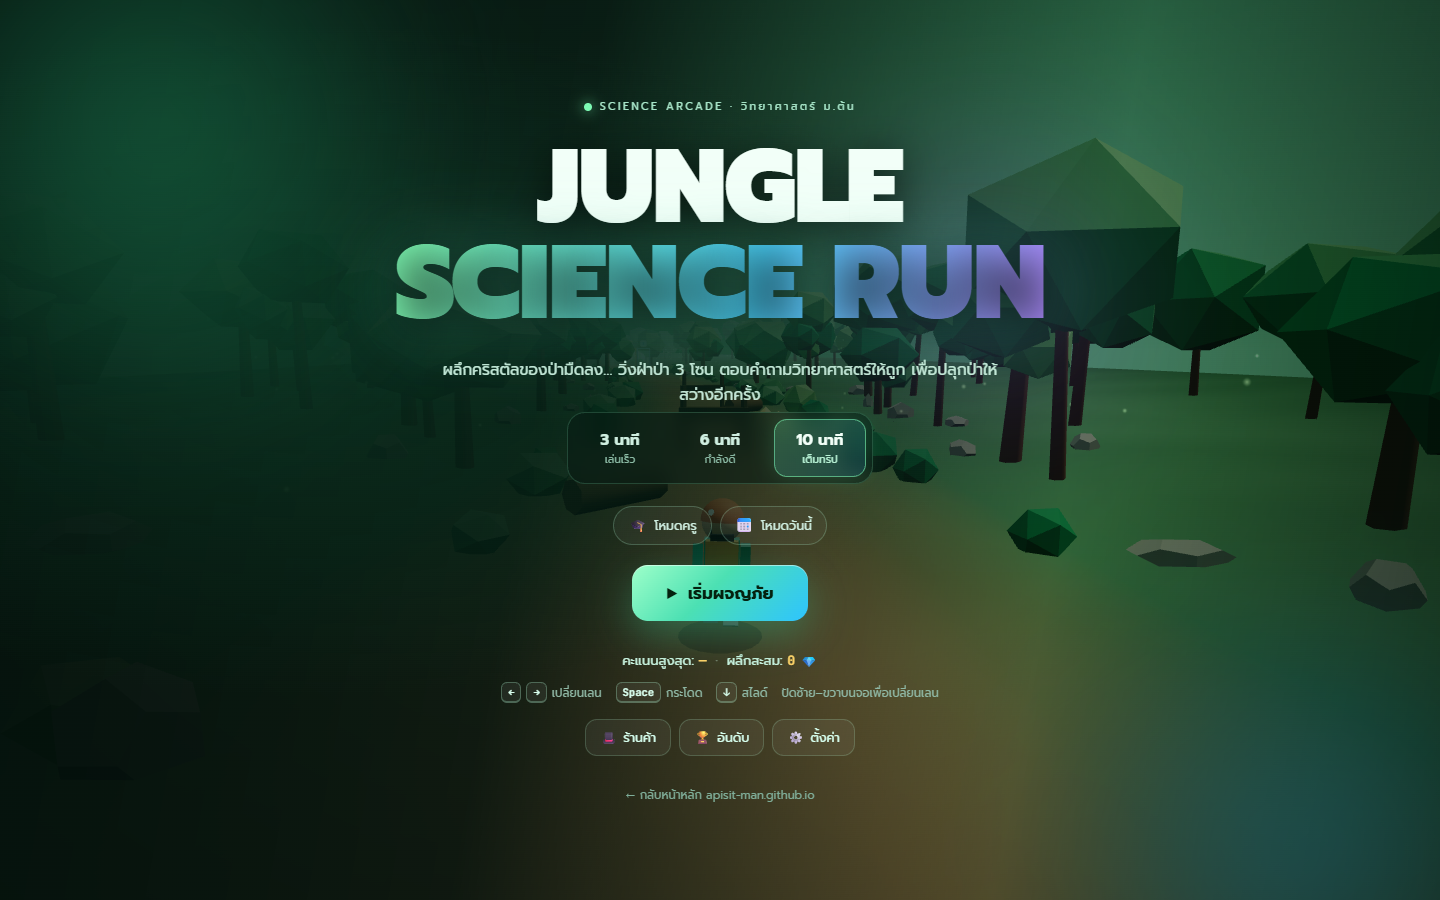 SCIENCE ARCADE · วิทยาศาสตร์ ม.ต้น
JUNGLE
SCIENCE RUN
ผลึกคริสตัลของป่ามืดลง... วิ่งฝ่าป่า 3 โซน ตอบคำถามวิทยาศาสตร์ให้ถูก เพื่อปลุกป่าให้
สว่างอีกครั้ง
3 นาที 6 นาที 10 นาที
เล่นเร็ว กำลังดี เต็มทริป
โหมดครู โหมดวันนี้
▶ เริ่มผจญภัย
คะแนนสูงสุด: – · ผลึกสะสม: 0
← → เปลี่ยนเลน Space กระโดด ↓ สไลด์ ปัดซ้าย–ขวาบนจอเพื่อเปลี่ยนเลน
ร้านค้า อันดับ ตั้งค่า
← กลับหน้าหลัก apisit-man.github.io